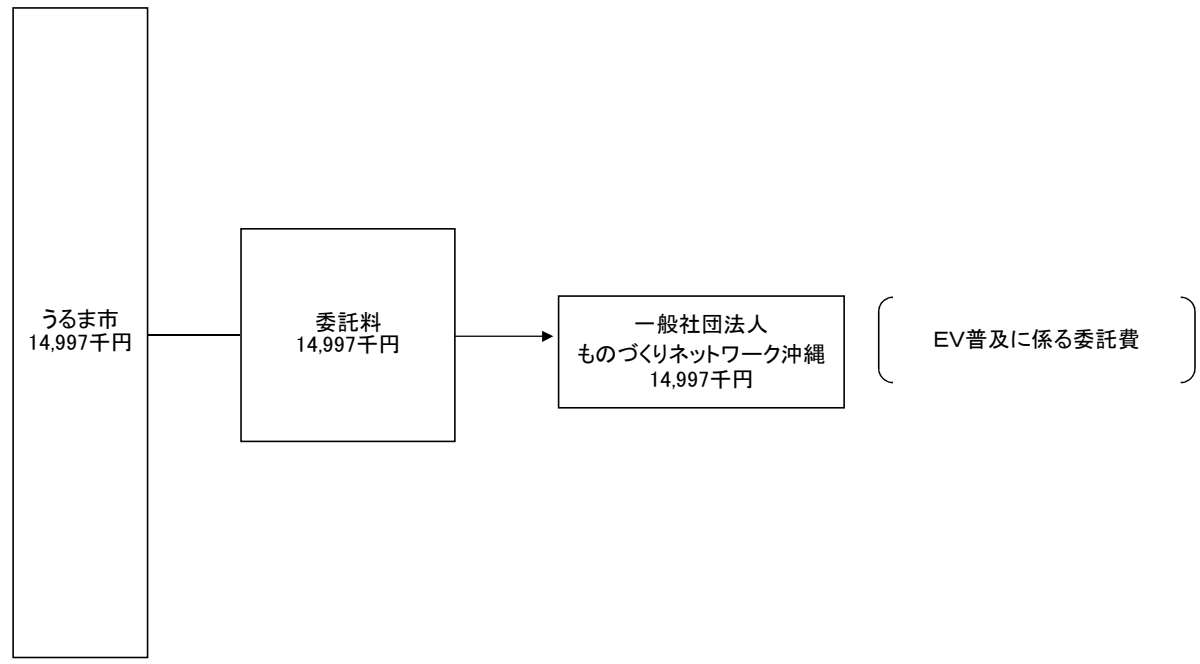 うるま市
14,997千円
委託料
14,997千円
一般社団法人
ものづくりネットワーク沖縄
14,997千円
EV普及に係る委託費